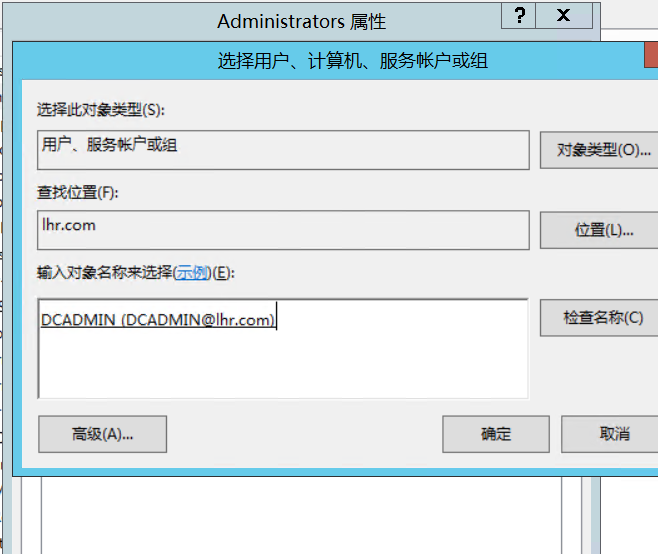 Administrators 属性
? X
选择用户、计算机、服务帐户或组
选择此对象类型(S):
用户、服务帐户或组
对象类型(O)...
查找位置(F):
lhr.com
位置(L)...
输入对象名称来选择(示例)(E):
DCADMIN (DCADMIN@lhr.com)
检查名称(C)
高级(A)...
确定
取消